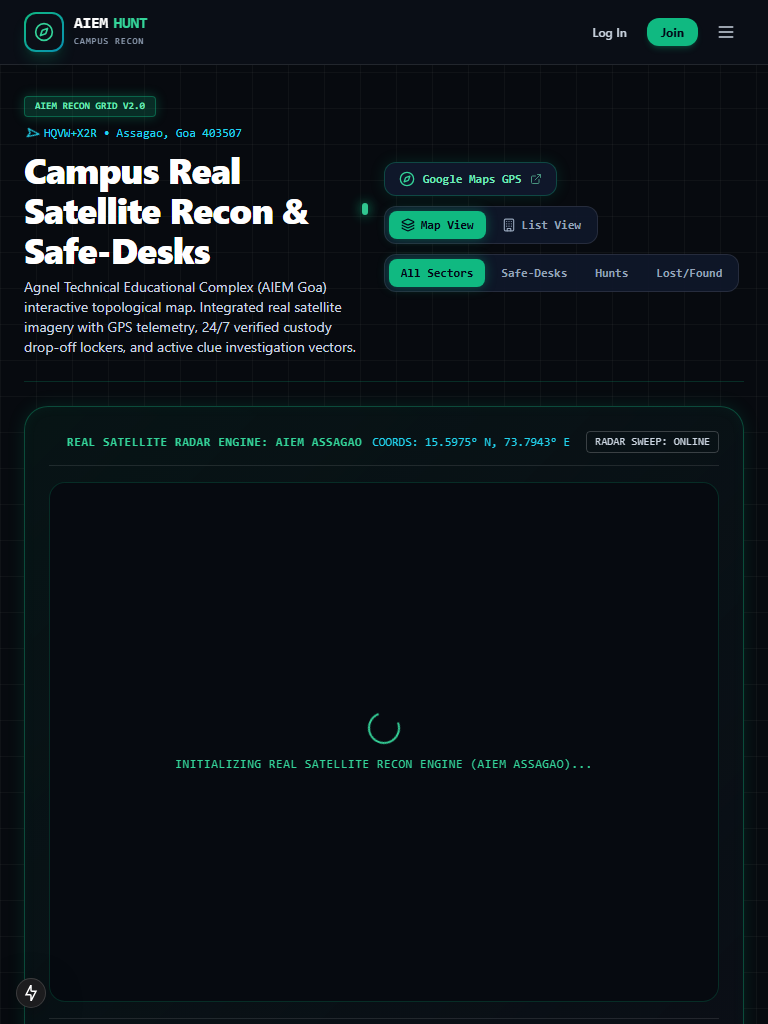 AIEM HUNT
CAMPUS RECON
Log In
Join
AIEM RECON GRID V2.0
HQVW+X2R • Assagao, Goa 403507
Campus Real
Satellite Recon &
Safe-Desks
Agnel Technical Educational Complex (AIEM Goa)
interactive topological map. Integrated real satellite
imagery with GPS telemetry, 24/7 verified custody
drop-off lockers, and active clue investigation vectors.
Google Maps GPS
Map View
List View
All Sectors
Safe-Desks
Hunts
Lost/Found
REAL SATELLITE RADAR ENGINE: AIEM ASSAGAO
COORDS: 15.5975° N, 73.7943° E
RADAR SWEEP: ONLINE
INITIALIZING REAL SATELLITE RECON ENGINE (AIEM ASSAGAO)...